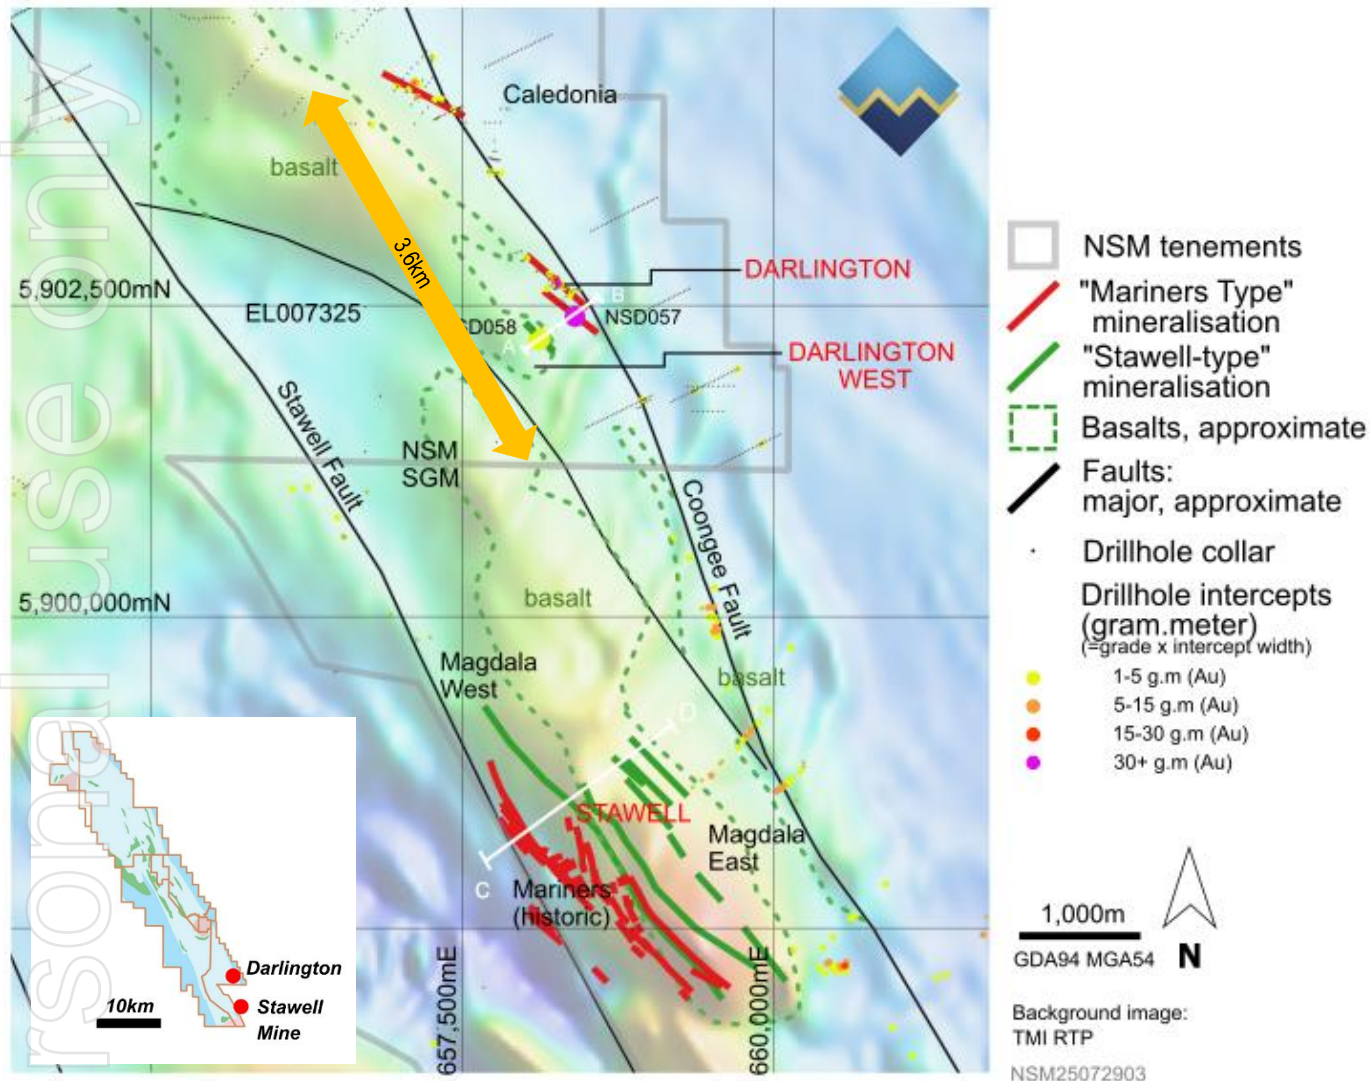 rsonal use only
Caledonia
basalt
3.6km
DARLINGTON
5,902,500mN
EL007325
B
SD058
NSD057
A
DARLINGTON
WEST
Stawell Fault
NSM
SGM
Coongee Fault
5,900,000mN
basalt
Magdala
West
basalt
D
STAWELL
Magdala
East
C
Mariners
(historic)
657,500mE
660,000mE
Darlington
Stawell
Mine
10km
NSM tenements
"Mariners Type"
mineralisation
"Stawell-type"
mineralisation
Basalts, approximate
Faults:
major, approximate
Drillhole collar
Drillhole intercepts
(gram.meter)
(=grade x intercept width)
1-5 g.m (Au)
5-15 g.m (Au)
15-30 g.m (Au)
30+ g.m (Au)
1,000m
GDA94 MGA54
N
Background image:
TMI RTP
NSM25072903